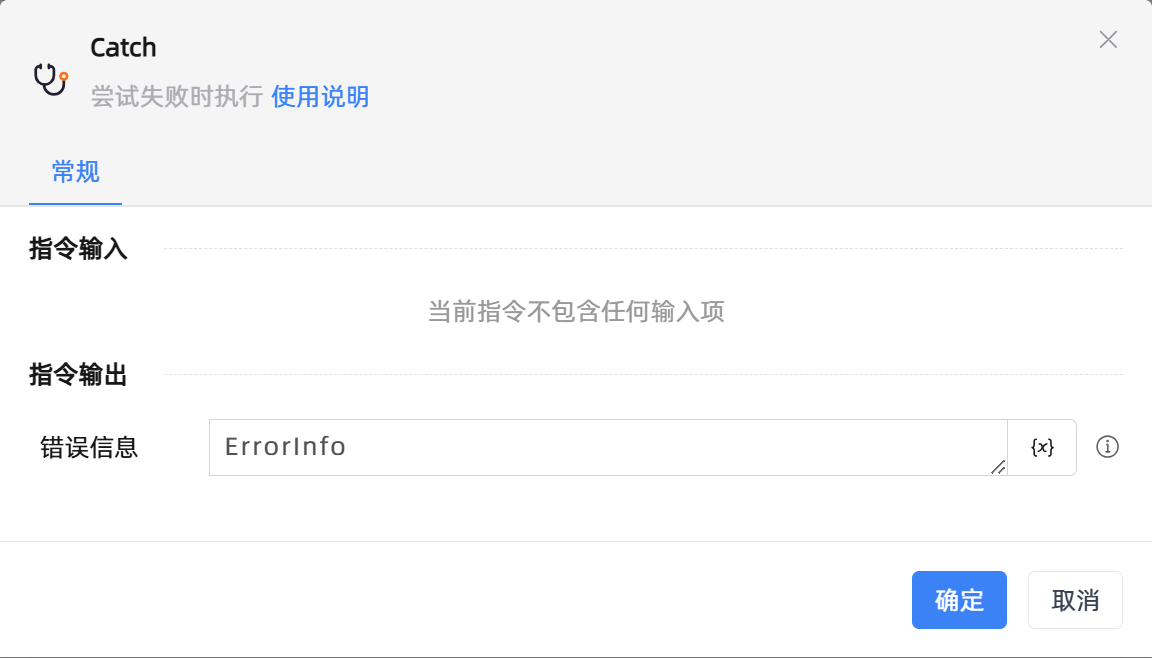 Catch
尝试失败时执行 使用说明
常规
指令输入
当前指令不包含任何输入项
指令输出
错误信息 ErrorInfo {x}
确定 取消